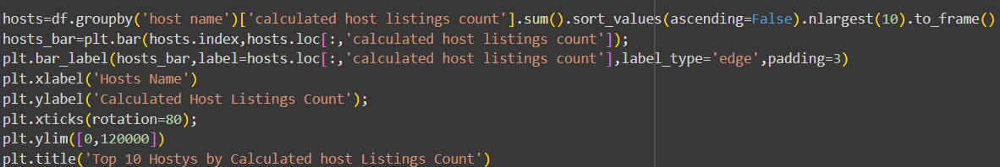 hosts=df.groupby('host name')['calculated host listings count'].sum().sort_values(ascending=False).nlargest(10).to_frame()
hosts_bar=plt.bar(hosts.index,hosts.loc[:,'calculated host listings count']);
plt.bar_label(hosts_bar,label=hosts.loc[:,'calculated host listings count'],label_type='edge',padding=3)
plt.xlabel('Hosts Name')
plt.ylabel('Calculated Host Listings Count');
plt.xticks(rotation=80);
plt.ylim([0,120000])
plt.title('Top 10 Hostys by Calculated host Listings Count')